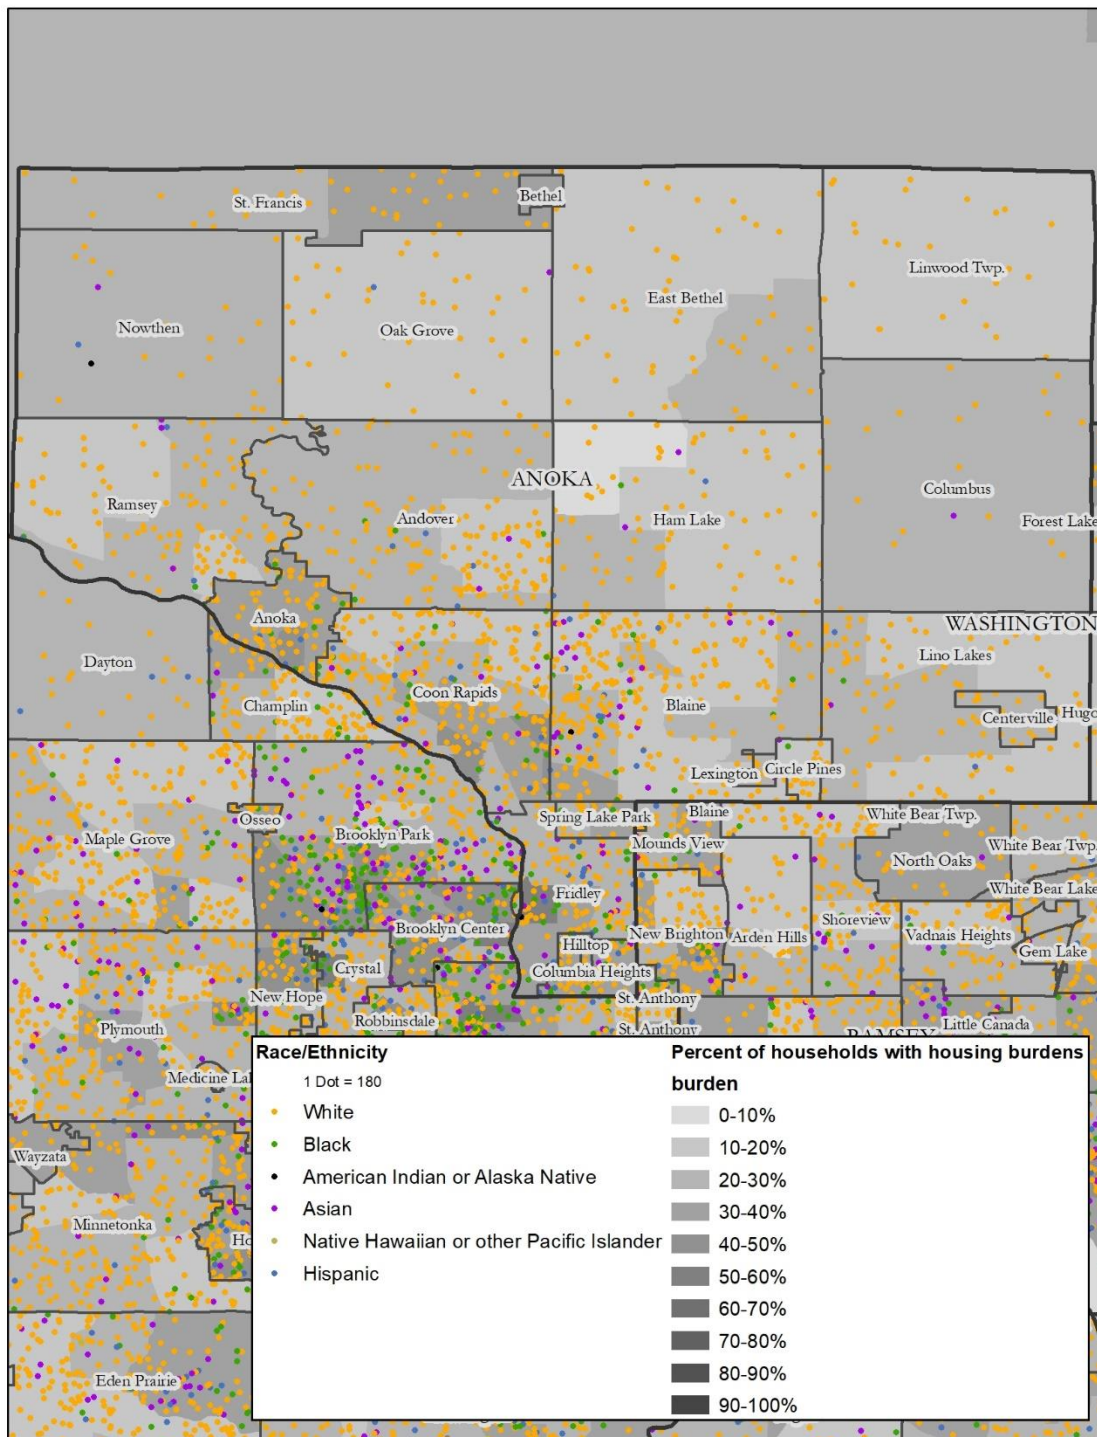 Bethel
St. Francis
Linwood Twp.
East Bethel
Nowthen
Oak Grove
ANOKA
Columbus
Ramsey
Andover
Ham Lake
Forest Lake
Anoka
WASHINGTON
Lino Lakes
Dayton
Coon Rapids
Champlin
Blaine
Centerville
Hugo
Lexington
Circle Pines
Osseo
Spring Lake Park
Blaine
White Bear Twp.
Maple Grove
Brooklyn Park
Mounds View
North Oaks
White Bear Twp.
White Bear Lake
Fridley
Shoreview
Brooklyn Center
New Brighton
Arden Hills
Vadnais Heights
Hilltop
Gem Lake
Crystal
Columbia Heights
New Hope
St. Anthony
Robbinsdale
Little Canada
Plymouth
St. Anthony
RAMSEY
Medicine Lak
Wayzata
Minnetonka
Ho
Eden Prairie
Race/Ethnicity
1 Dot = 180
White
Black
American Indian or Alaska Native
Asian
Native Hawaiian or other Pacific Islander
Hispanic
Percent of households with housing burdens
burden
0-10%
10-20%
20-30%
30-40%
40-50%
50-60%
60-70%
70-80%
80-90%
90-100%